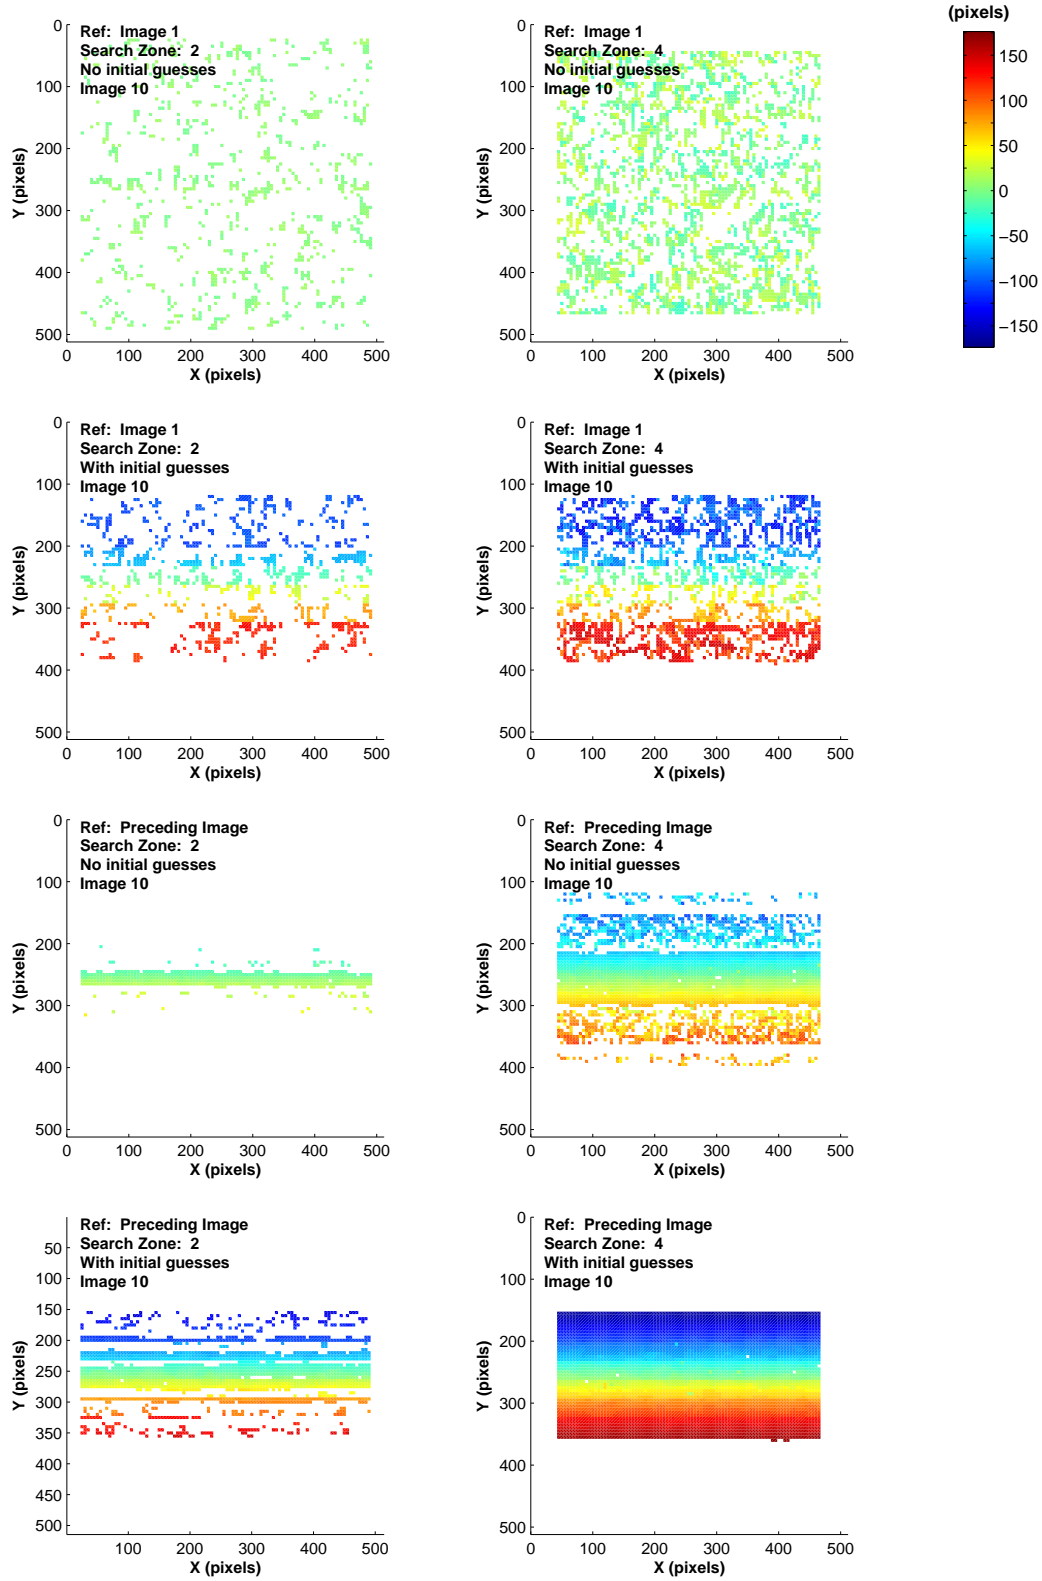 (pixels)
150
100
50
0
−50
−100
−150
Ref: Image 1
Search Zone: 2
No initial guesses
Image 10
0
100
200
300
400
500
Y (pixels)
0 100 200 300 400 500
X (pixels)
Ref: Image 1
Search Zone: 4
No initial guesses
Image 10
0
100
200
300
400
500
Y (pixels)
0 100 200 300 400 500
X (pixels)
Ref: Image 1
Search Zone: 2
With initial guesses
Image 10
0
100
200
300
400
500
Y (pixels)
0 100 200 300 400 500
X (pixels)
Ref: Image 1
Search Zone: 4
With initial guesses
Image 10
0
100
200
300
400
500
Y (pixels)
0 100 200 300 400 500
X (pixels)
Ref: Preceding Image
Search Zone: 2
No initial guesses
Image 10
0
100
200
300
400
500
Y (pixels)
0 100 200 300 400 500
X (pixels)
Ref: Preceding Image
Search Zone: 4
No initial guesses
Image 10
0
100
200
300
400
500
Y (pixels)
0 100 200 300 400 500
X (pixels)
Ref: Preceding Image
Search Zone: 2
With initial guesses
Image 10
50
100
150
200
250
300
350
400
450
500
Y (pixels)
100 200 300 400 500
X (pixels)
Ref: Preceding Image
Search Zone: 4
With initial guesses
Image 10
0
100
200
300
400
500
Y (pixels)
0 100 200 300 400 500
X (pixels)